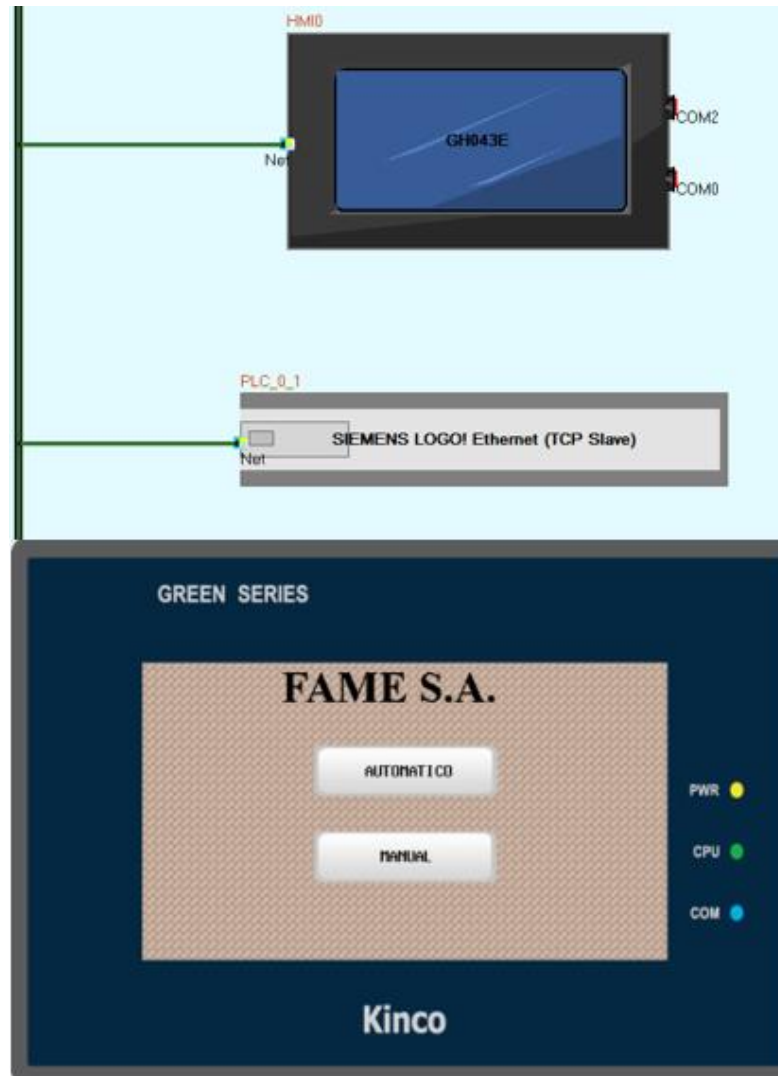 HMI0
GH043E
COM2
Net
COM0
PLC_0_1
SIEMENS LOGO! Ethernet (TCP Slave)
Net
GREEN SERIES
FAME S.A.
AUTOMATICO
PWR
MANUAL
CPU
COM
Kinco